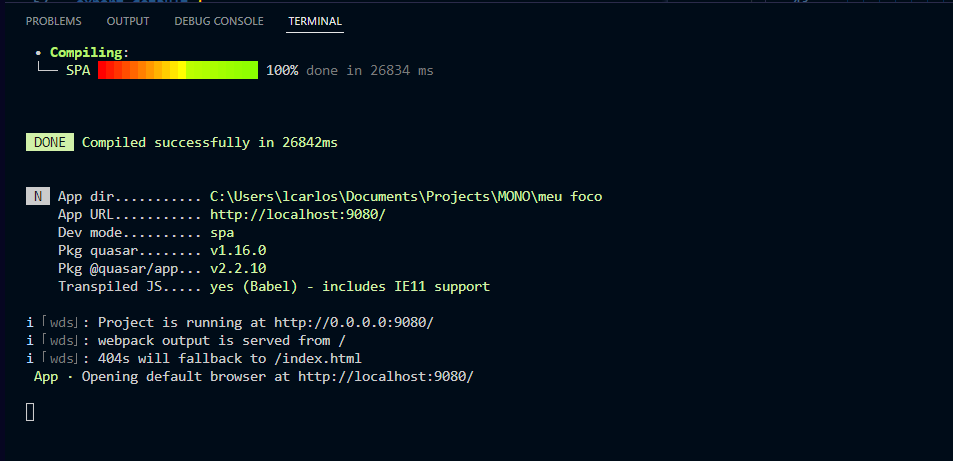 PROBLEMS OUTPUT DEBUG CONSOLE TERMINAL
• Compiling:
└── SPA 100% done in 26834 ms
DONE Compiled successfully in 26842ms
N App dir........... C:\Users\lcarlos\Documents\Projects\MONO\meu foco
App URL........... http://localhost:9080/
Dev mode.......... spa
Pkg quasar........ v1.16.0
Pkg @quasar/app... v2.2.10
Transpiled JS..... yes (Babel) - includes IE11 support
i ｢wds｣: Project is running at http://0.0.0.0:9080/
i ｢wds｣: webpack output is served from /
i ｢wds｣: 404s will fallback to /index.html
App · Opening default browser at http://localhost:9080/